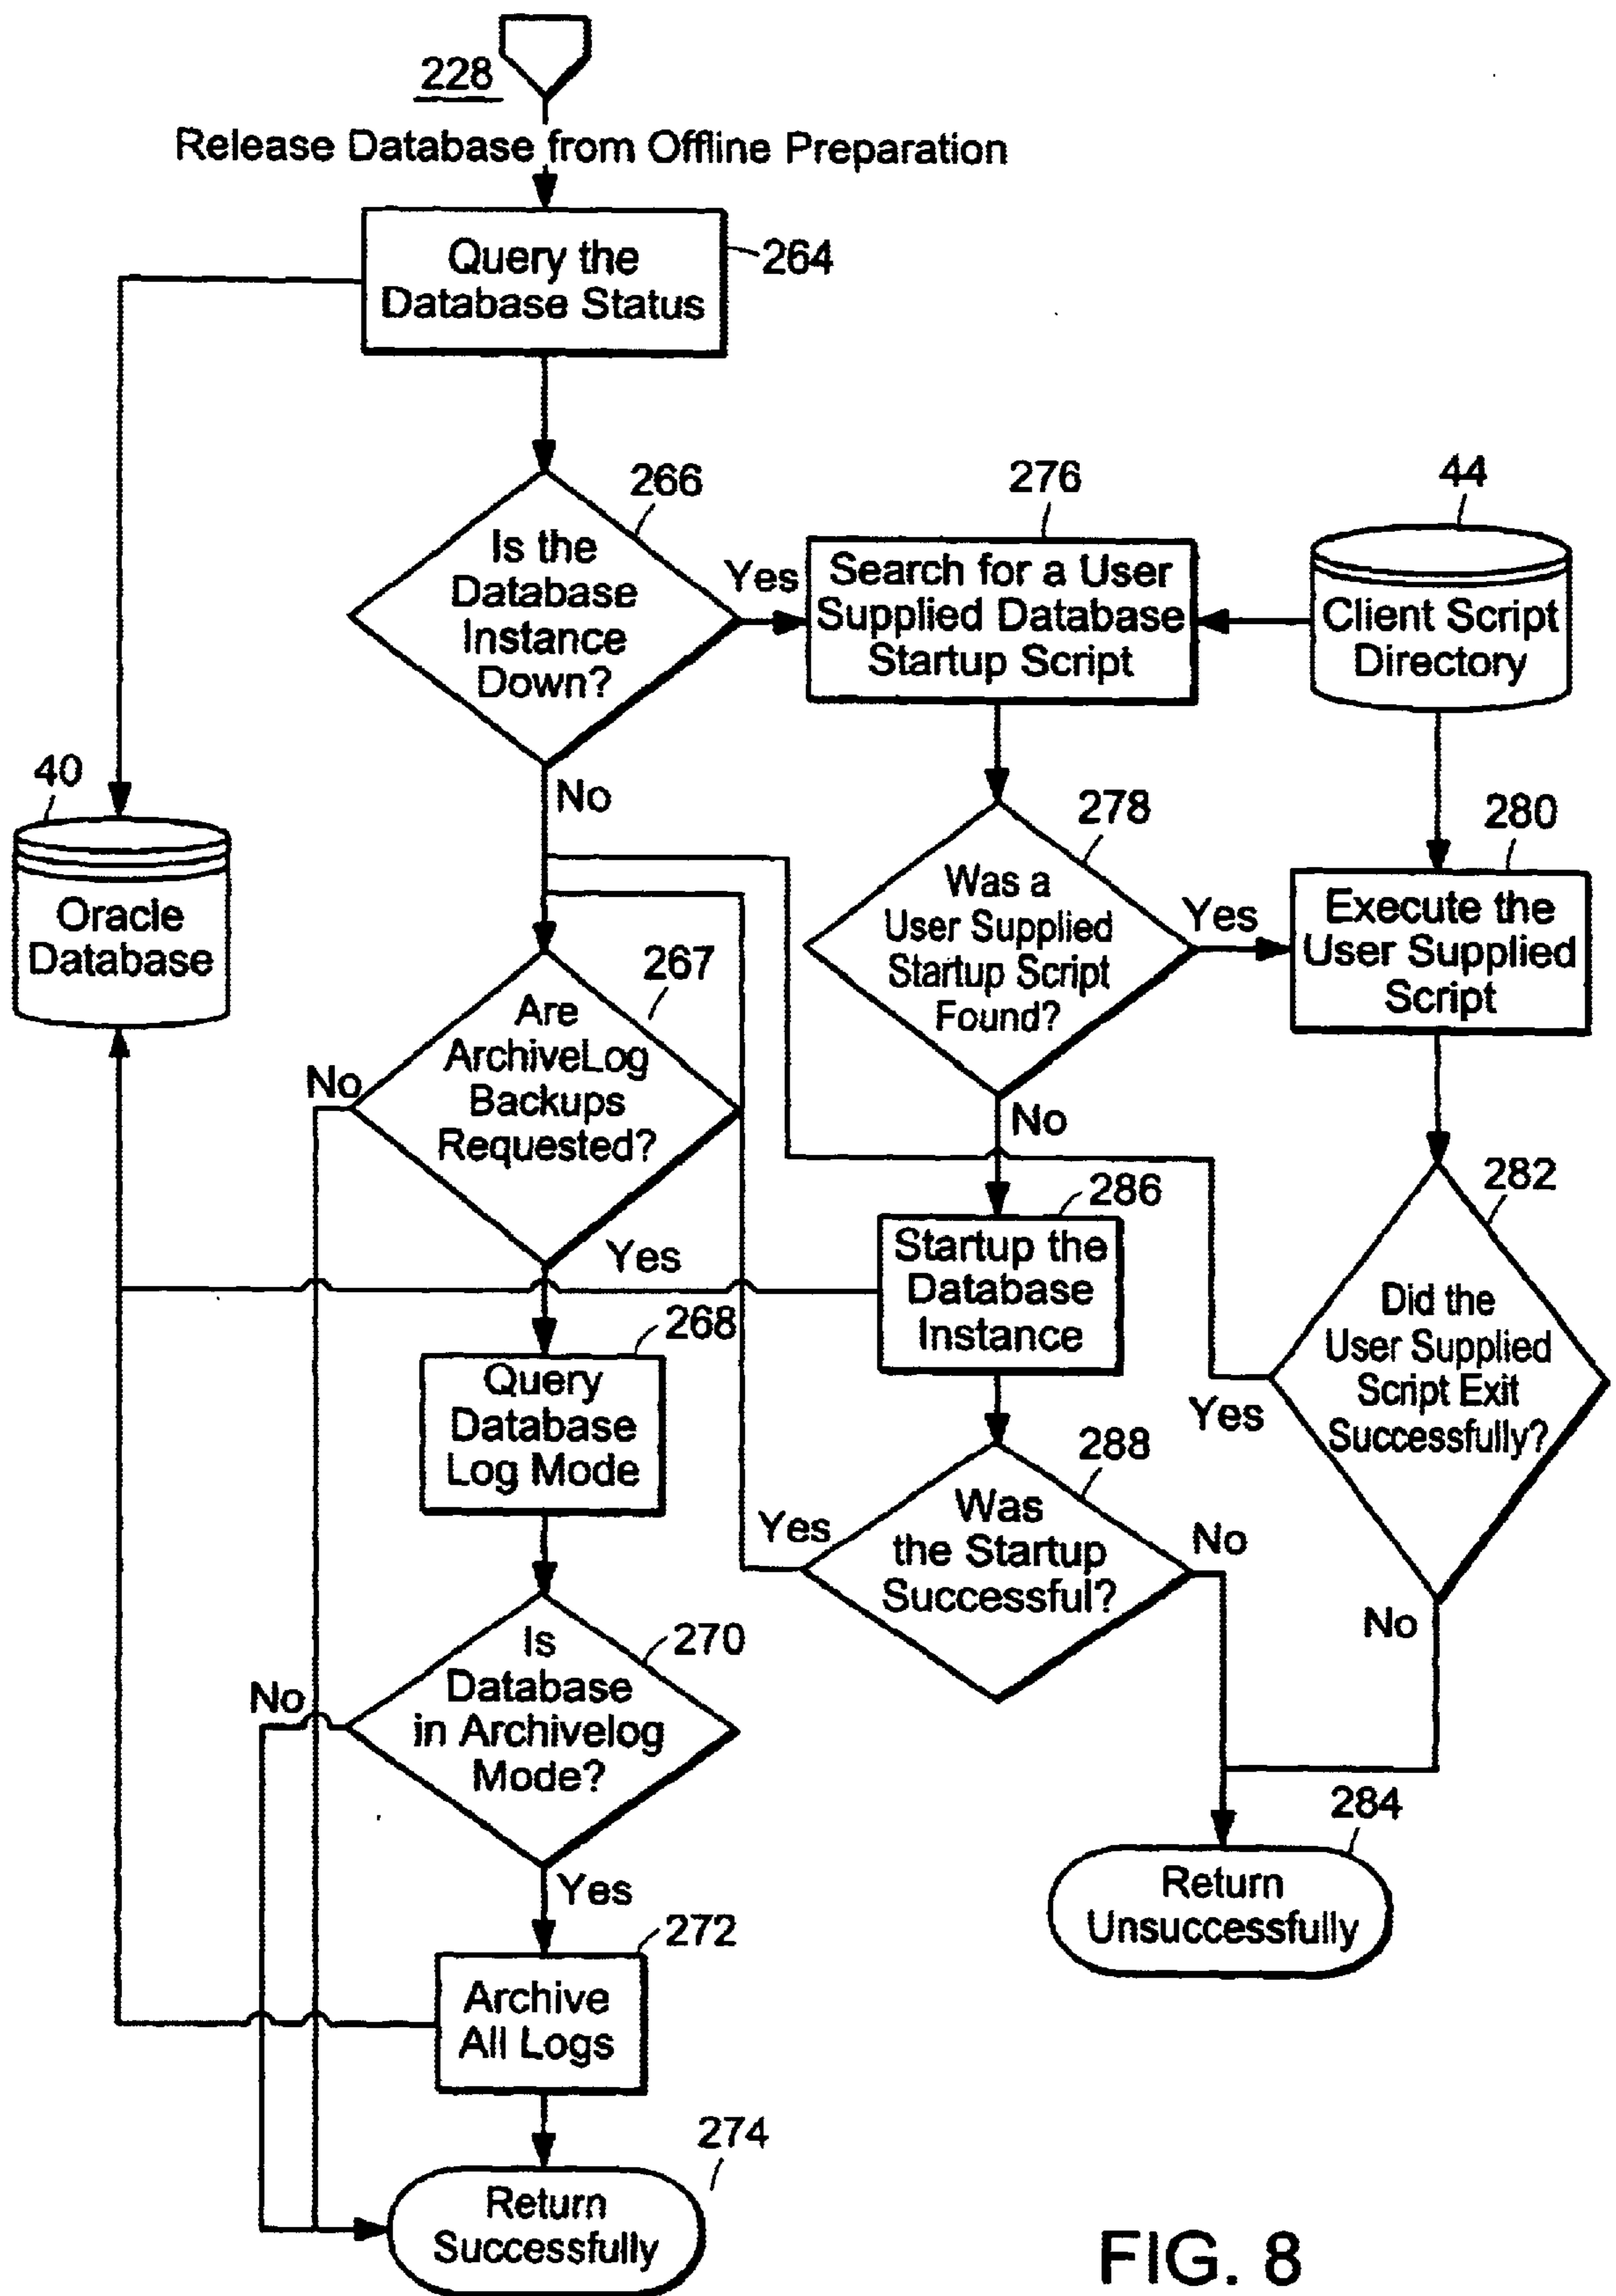 228
Release Database from Offline Preparation
Query the
Database Status
264
266
Is the
Database
Instance
Down?
Yes
No
276
Search for a User
Supplied Database
Startup Script
44
Client Script
Directory
40
Oracle
Database
278
Was a
User Supplied
Startup Script
Found?
Yes
No
280
Execute the
User Supplied
Script
267
Are
ArchiveLog
Backups
Requested?
No
Yes
286
Startup the
Database
Instance
282
Did the
User Supplied
Script Exit
Successfully?
Yes
No
268
Query
Database
Log Mode
288
Was
the Startup
Successful?
Yes
No
270
Is
Database
in Archivelog
Mode?
No
Yes
284
Return
Unsuccessfully
272
Archive
All Logs
274
Return
Successfully
FIG. 8